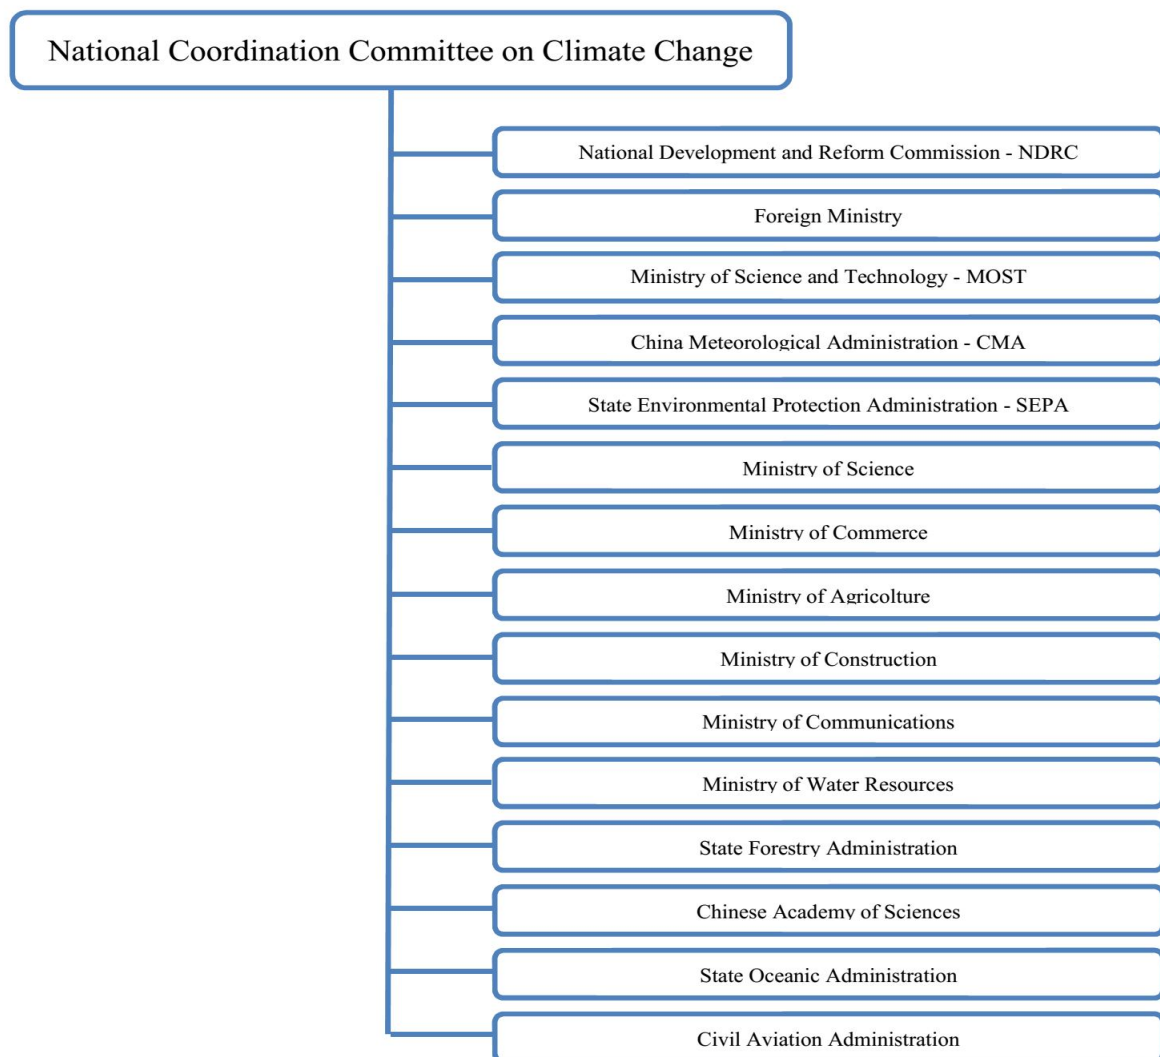 National Coordination Committee on Climate Change
National Development and Reform Commission - NDRC
Foreign Ministry
Ministry of Science and Technology - MOST
China Meteorological Administration - CMA
State Environmental Protection Administration - SEPA
Ministry of Science
Ministry of Commerce
Ministry of Agricolture
Ministry of Construction
Ministry of Communications
Ministry of Water Resources
State Forestry Administration
Chinese Academy of Sciences
State Oceanic Administration
Civil Aviation Administration